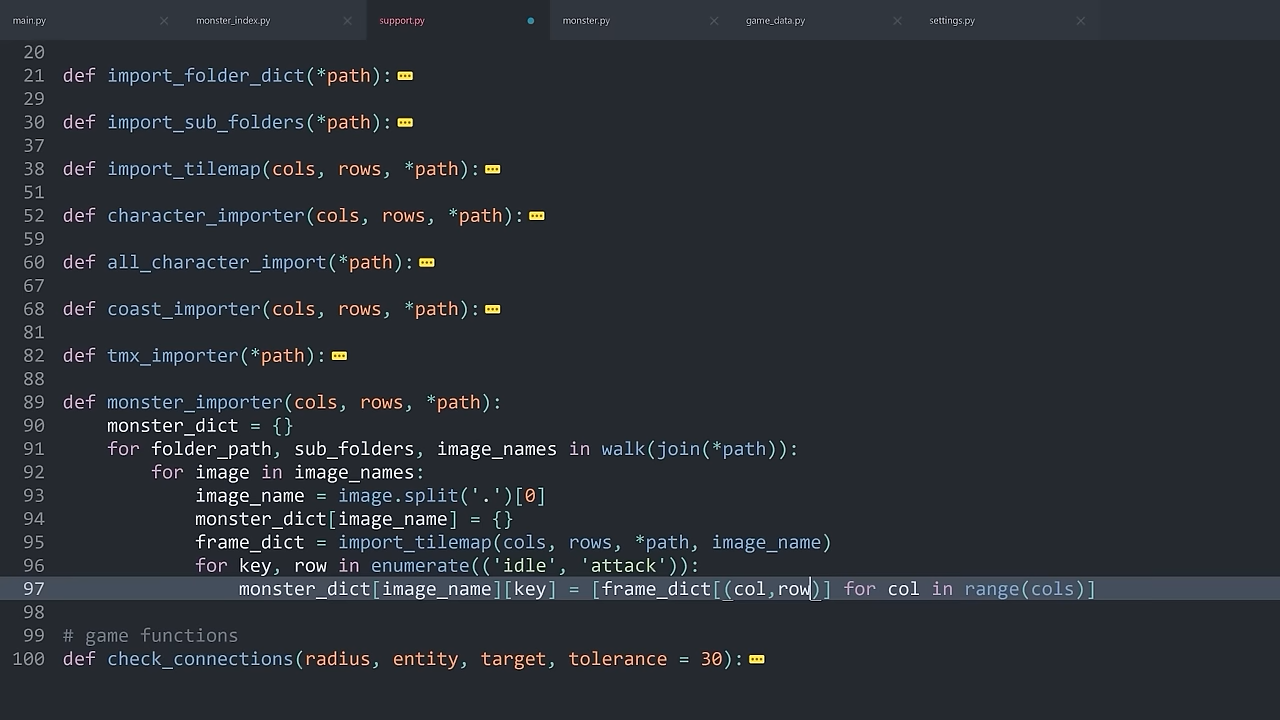 main.py monster_index.py support.py monster.py game_data.py settings.py
20
21 def import_folder_dict(*path):
29
30 def import_sub_folders(*path):
37
38 def import_tilemap(cols, rows, *path):
51
52 def character_importer(cols, rows, *path):
59
60 def all_character_import(*path):
67
68 def coast_importer(cols, rows, *path):
81
82 def tmx_importer(*path):
88
89 def monster_importer(cols, rows, *path):
90     monster_dict = {}
91     for folder_path, sub_folders, image_names in walk(join(*path)):
92         for image in image_names:
93             image_name = image.split('.')[0]
94             monster_dict[image_name] = {}
95             frame_dict = import_tilemap(cols, rows, *path, image_name)
96             for key, row in enumerate(('idle', 'attack')):
97                 monster_dict[image_name][key] = [frame_dict[(col,row)] for col in range(cols)]
98
99 # game functions
100 def check_connections(radius, entity, target, tolerance = 30):